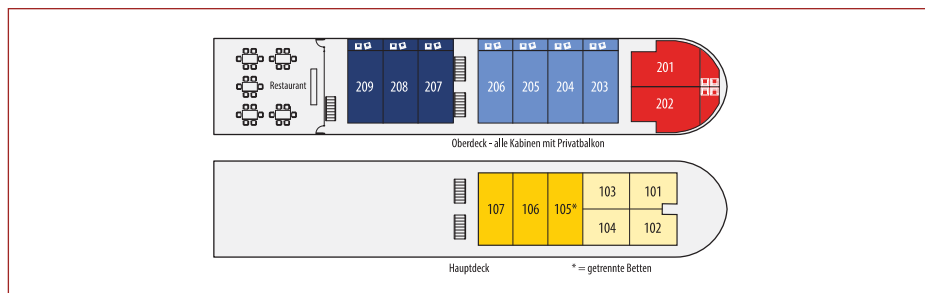 Restaurant
209 208 207 206 205 204 203 201
202
Oberdeck - alle Kabinen mit Privatbalkon
107 106 105* 103 101
104 102
Hauptdeck * = getrennte Betten